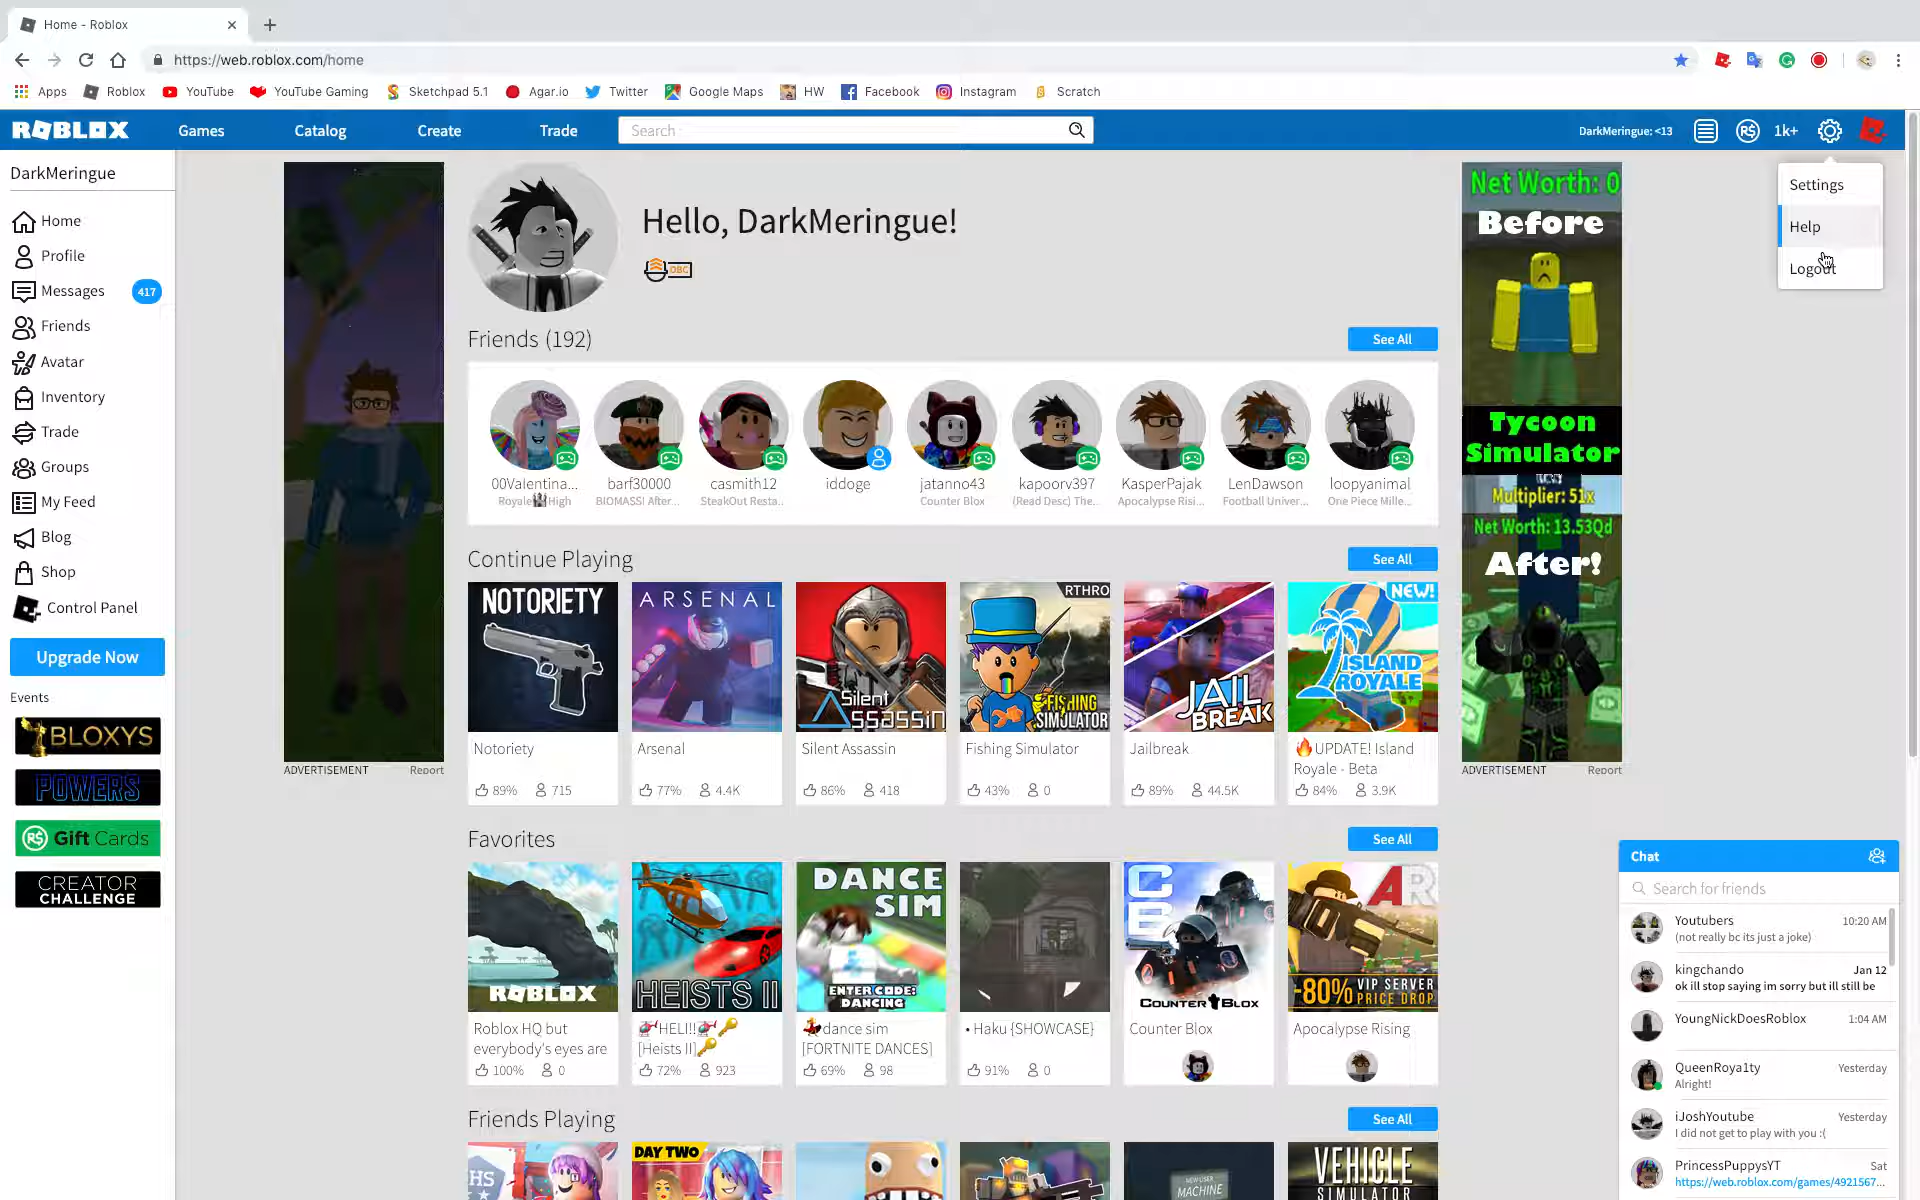 Home - Roblox
https://web.roblox.com/home
Apps
Roblox
YouTube
YouTube Gaming
Sketchpad 5.1
Agar.io
Twitter
Google Maps
HW
Facebook
Instagram
Scratch
ROBLOX
Games
Catalog
Create
Trade
Search
DarkMeringue: <13
R$
1k+
Settings
Help
Logout
DarkMeringue
Home
Profile
Messages
417
Friends
Avatar
Inventory
Trade
Groups
My Feed
Blog
Shop
Control Panel
Upgrade Now
Events
BLOXYS
POWERS
R$ Gift Cards
CREATOR
CHALLENGE
ADVERTISEMENT
Report
Hello, DarkMeringue!
OBC
Friends (192)
See All
00Valentina...
Royale High
barf30000
BIOMASS! After...
casmith12
SteakOut Resta..
iddoge
jatanno43
Counter Blox
kapoorv397
(Read Desc) The...
KasperPajak
Apocalypse Risi...
LenDawson
Football Univer...
loopyanimal
One Piece Mille...
Continue Playing
See All
NOTORIETY
Notoriety
89%
715
ARSENAL
Arsenal
77%
4.4K
Silent
Assassin
Silent Assassin
86%
418
RTHRO
FISHING
SIMULATOR
Fishing Simulator
43%
0
JAIL
BREAK
Jailbreak
89%
44.5K
NEW!
ISLAND
ROYALE
🔥UPDATE! Island
Royale - Beta
84%
3.9K
Favorites
See All
ROBLOX
Roblox HQ but
everybody's eyes are
100%
0
HEISTS II
🚁HELI!!🚁🔑
[Heists II]🔑
72%
923
DANCE
SIM
ENTER CODE:
DANCING
💃dance sim
[FORTNITE DANCES]
69%
98
• Haku {SHOWCASE}
91%
0
CB
COUNTER BLOX
Counter Blox
AR
-80% VIP SERVER
PRICE DROP
Apocalypse Rising
Friends Playing
See All
HS
DAY TWO
NEW USER
MACHINE
VEHICLE
SIMULATOR
Net Worth: 0
Before
Tycoon
Simulator
Multiplier: 51x
Net Worth: 13.53Qd
After!
ADVERTISEMENT
Report
Chat
Search for friends
Youtubers
10:20 AM
(not really bc its just a joke)
kingchando
Jan 12
ok ill stop saying im sorry but ill still be
YoungNickDoesRoblox
1:04 AM
QueenRoya1ty
Yesterday
Alright!
iJoshYoutube
Yesterday
I did not get to play with you :(
PrincessPuppysYT
Sat
https://web.roblox.com/games/4921567...